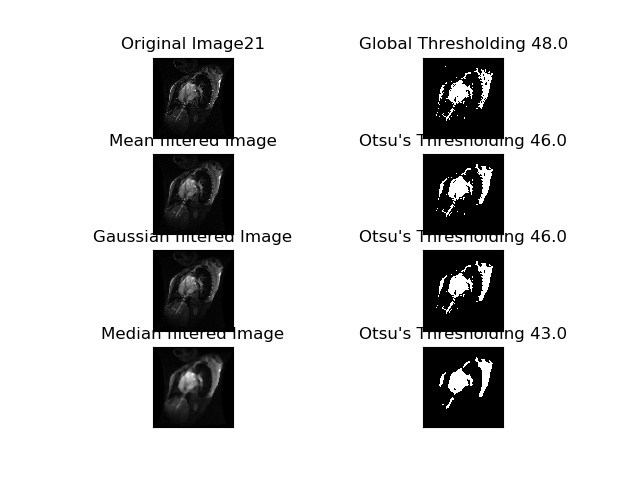 Original Image21
Global Thresholding 48.0
Mean filtered Image
Otsu's Thresholding 46.0
Gaussian filtered Image
Otsu's Thresholding 46.0
Median filtered Image
Otsu's Thresholding 43.0